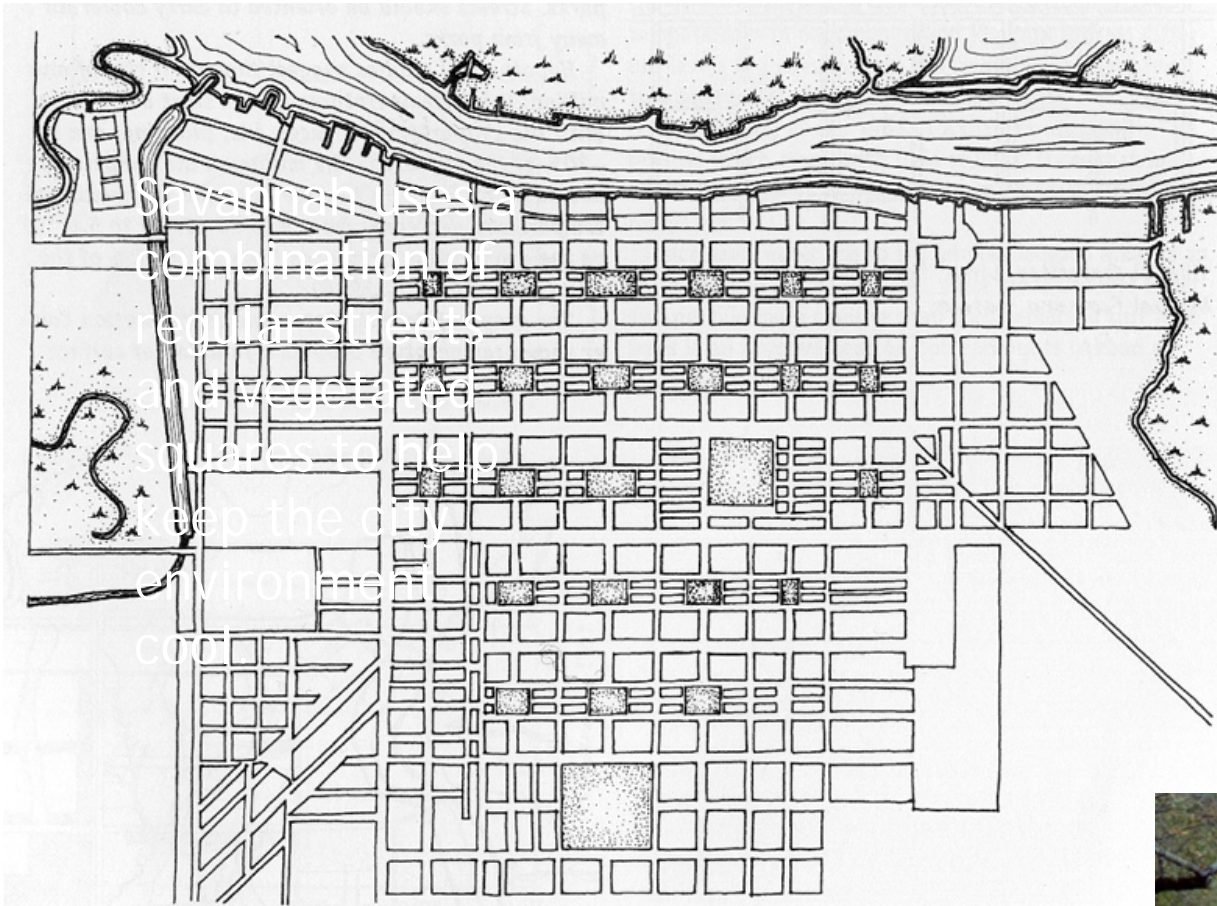 Savannah uses a
combination of
regular streets
and vegetated
squares to help
keep the city
environment
cool.